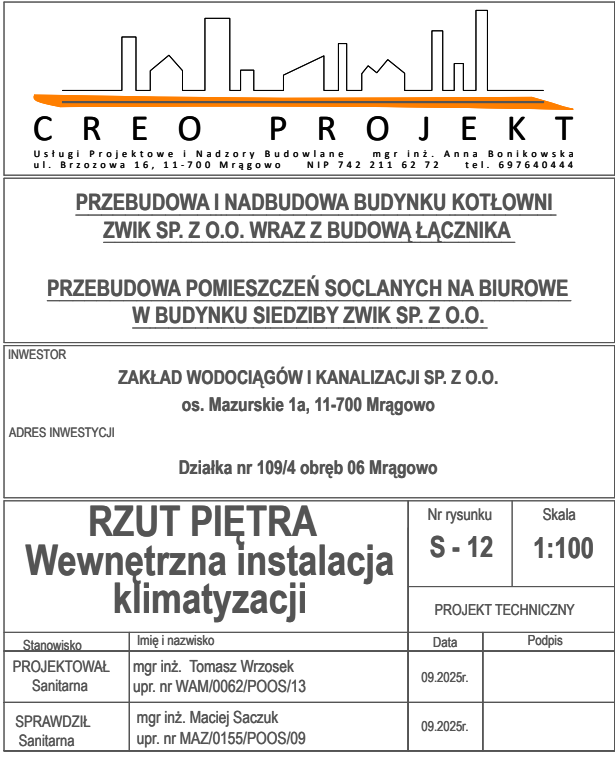 CREO PROJEKT
Usługi Projektowe i Nadzory Budowlane mgr inż. Anna Bonikowska
ul. Brzozowa 16, 11-700 Mrągowo NIP 742 211 62 72 tel. 697640444
PRZEBUDOWA I NADBUDOWA BUDYNKU KOTŁOWNI
ZWIK SP. Z O.O. WRAZ Z BUDOWĄ ŁĄCZNIKA
PRZEBUDOWA POMIESZCZEŃ SOCLANYCH NA BIUROWE
W BUDYNKU SIEDZIBY ZWIK SP. Z O.O.
INWESTOR
ZAKŁAD WODOCIĄGÓW I KANALIZACJI SP. Z O.O.
os. Mazurskie 1a, 11-700 Mrągowo
ADRES INWESTYCJI
Działka nr 109/4 obręb 06 Mrągowo
RZUT PIĘTRA
Wewnętrzna instalacja
klimatyzacji
Nr rysunku
S - 12
Skala
1:100
PROJEKT TECHNICZNY
Stanowisko Imię i nazwisko Data Podpis
PROJEKTOWAŁ
Sanitarna
mgr inż. Tomasz Wrzosek
upr. nr WAM/0062/POOS/13
09.2025r.
SPRAWDZIŁ
Sanitarna
mgr inż. Maciej Saczuk
upr. nr MAZ/0155/POOS/09
09.2025r.